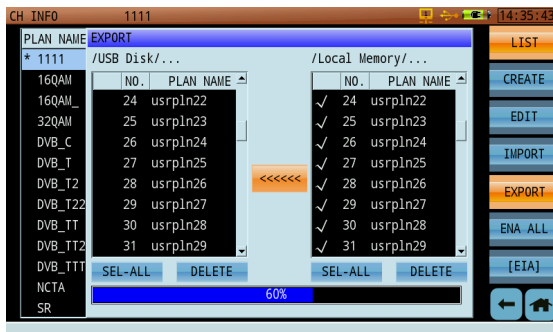 CH INFO 1111 14:35:43
PLAN NAME
* 1111
16QAM
16QAM_
32QAM
DVB_C
DVB_T
DVB_T2
DVB_T22
DVB_TT
DVB_TT2
DVB_TTT
NCTA
SR
EXPORT
/USB Disk/...
NO. PLAN NAME
24 usrpln22
25 usrpln23
26 usrpln24
27 usrpln25
28 usrpln26
29 usrpln27
30 usrpln28
31 usrpln29
SEL-ALL DELETE
<<<<<<
/Local Memory/...
NO. PLAN NAME
✓ 24 usrpln22
✓ 25 usrpln23
✓ 26 usrpln24
✓ 27 usrpln25
✓ 28 usrpln26
✓ 29 usrpln27
✓ 30 usrpln28
✓ 31 usrpln29
SEL-ALL DELETE
60%
LIST
CREATE
EDIT
IMPORT
EXPORT
ENA ALL
[EIA]